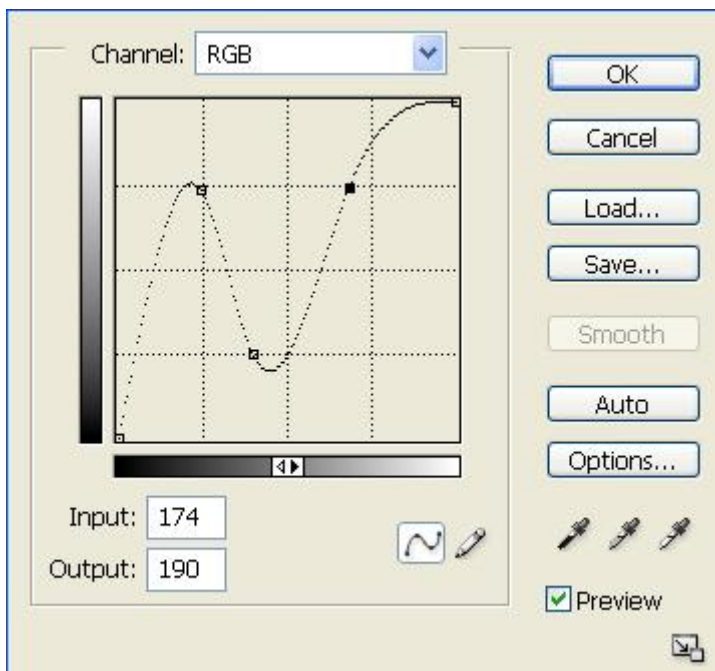 Channel: RGB
OK
Cancel
Load...
Save...
Smooth
Auto
Options...
Input: 174
Output: 190
Preview